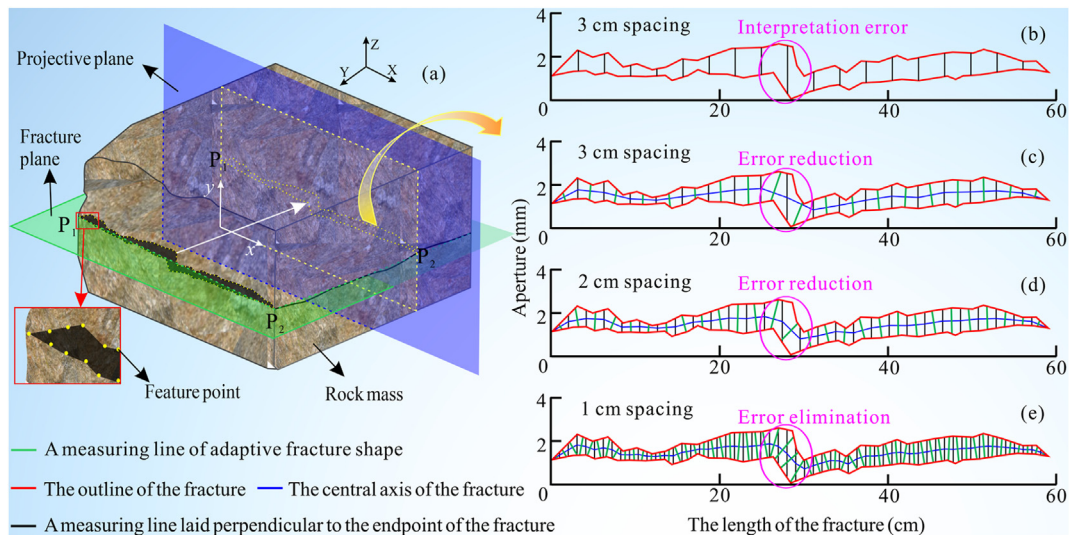 Projective plane
Z
Y
X
(a)
Fracture
plane
P1
y
x
P1
P2
P2
Feature point
Rock mass
A measuring line of adaptive fracture shape
The outline of the fracture
The central axis of the fracture
A measuring line laid perpendicular to the endpoint of the fracture
Aperture (mm)
4
2
0
3 cm spacing
Interpretation error
(b)
20
40
60
4
2
0
3 cm spacing
Error reduction
(c)
20
40
60
4
2
0
2 cm spacing
Error reduction
(d)
20
40
60
4
2
0
1 cm spacing
Error elimination
(e)
20
40
60
The length of the fracture (cm)